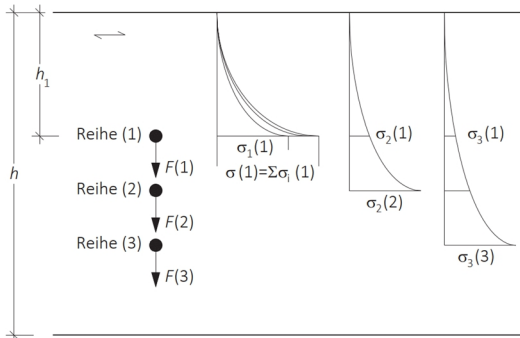 h₁
h
Reihe (1)
F(1)
Reihe (2)
F(2)
Reihe (3)
F(3)
σ₁(1)
σ(1)=Σσᵢ(1)
σ₂(1)
σ₂(2)
σ₃(1)
σ₃(3)